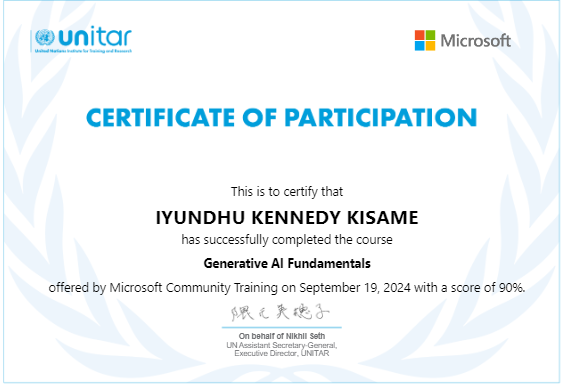 unitar
United Nations Institute for Training and Research
Microsoft
CERTIFICATE OF PARTICIPATION
This is to certify that
IYUNDHU KENNEDY KISAME
has successfully completed the course
Generative AI Fundamentals
offered by Microsoft Community Training on September 19, 2024 with a score of 90%.
On behalf of Nikhil Seth
UN Assistant Secretary-General,
Executive Director, UNITAR